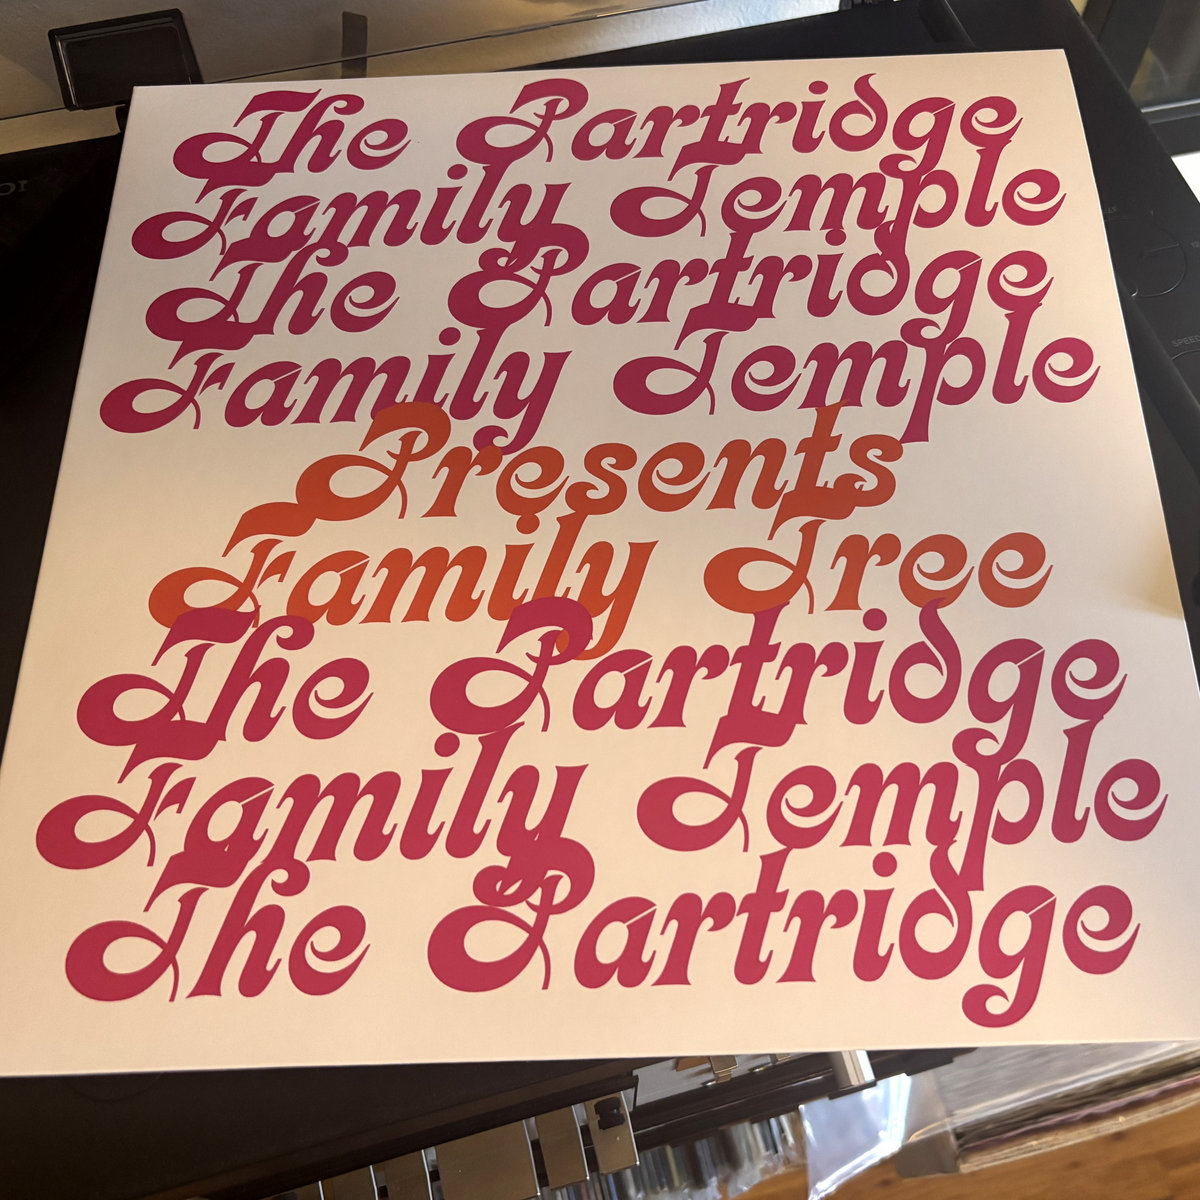 The Partridge
Family Temple
The Partridge
Family Temple
Presents
Family Tree
The Partridge
Family Temple
The Partridge